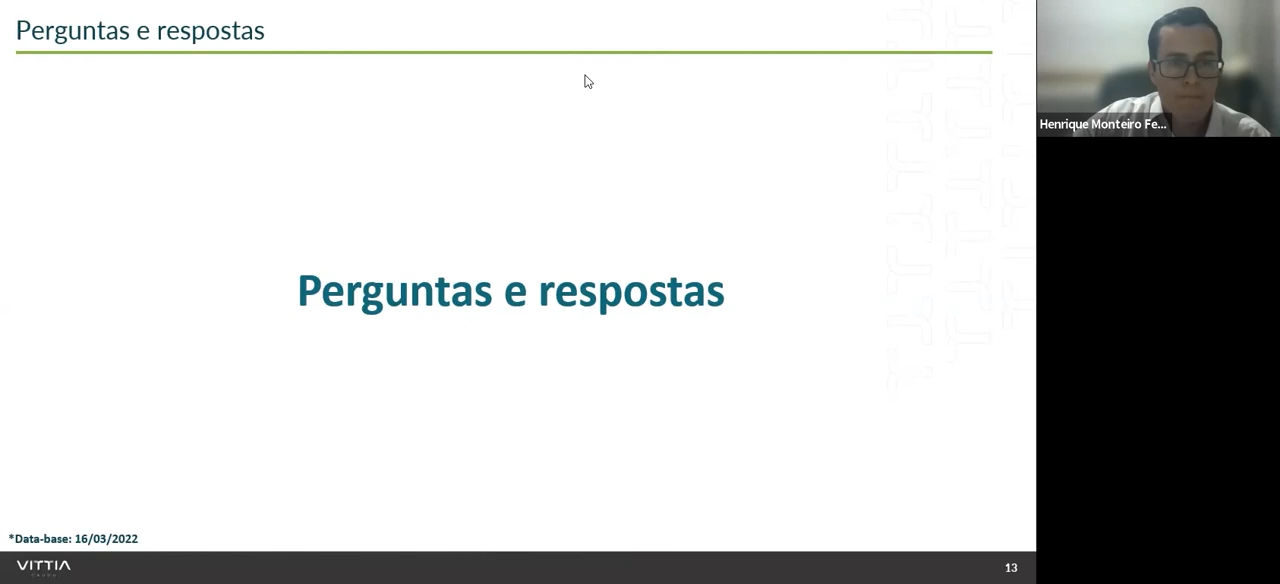 Perguntas e respostas
Henrique Monteiro Fe...
Perguntas e respostas
*Data-base: 16/03/2022
VITTIA
13